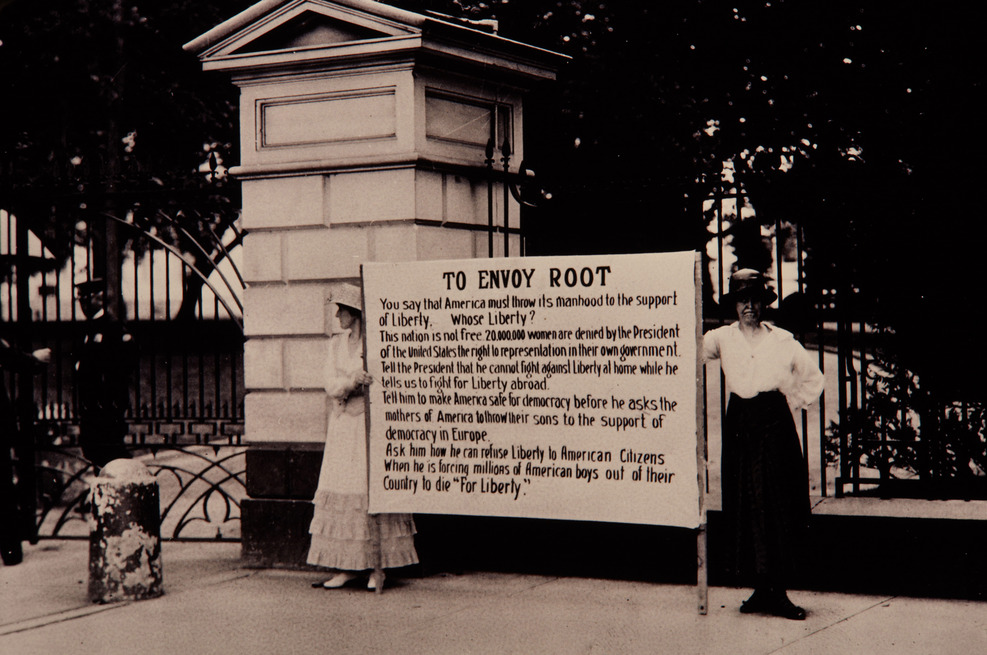 TO ENVOY ROOT
You say that America must throw its manhood to the support
of Liberty. Whose Liberty?
This nation is not free. 20,000,000 women are denied by the President
of the United States the right to representation in their own government.
Tell the President that he cannot fight against Liberty at home while he
tells us to fight for Liberty abroad.
Tell him to make America safe for democracy before he asks the
mothers of America to throw their sons to the support of
democracy in Europe.
Ask him how he can refuse Liberty to American Citizens
When he is forcing millions of American boys out of their
Country to die "For Liberty."